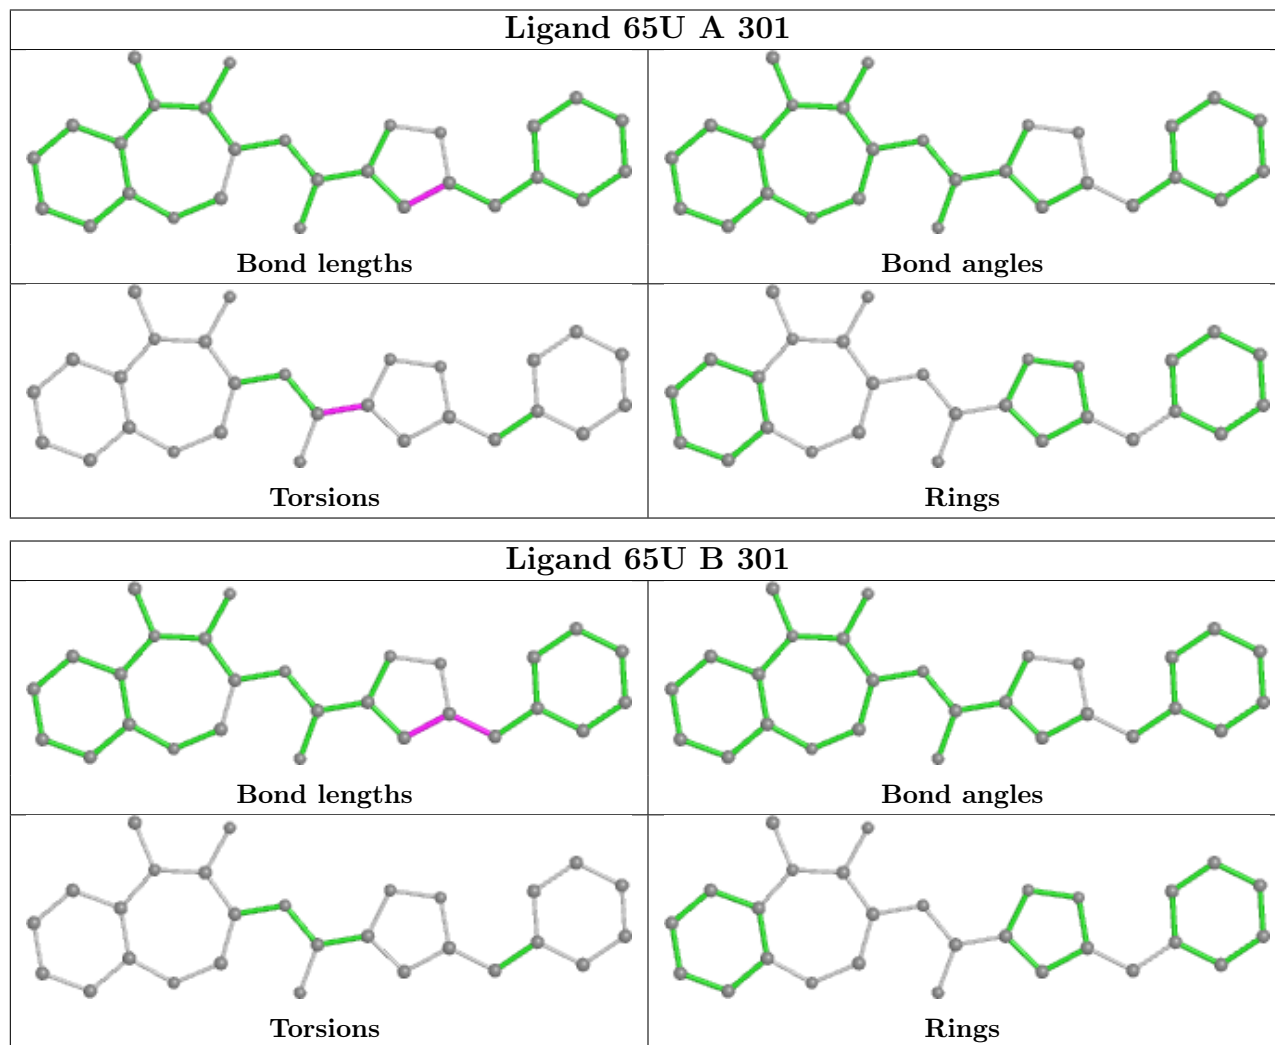 Ligand 65U A 301
Bond lengths
Bond angles
Torsions
Rings
Ligand 65U B 301
Bond lengths
Bond angles
Torsions
Rings